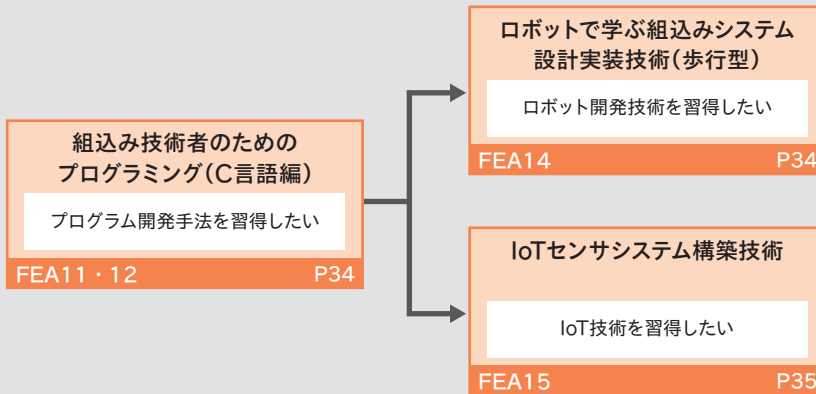 組込み技術者のための
プログラミング(C言語編)
プログラム開発手法を習得したい
FEA11・12 P34
ロボットで学ぶ組込みシステム
設計実装技術(歩行型)
ロボット開発技術を習得したい
FEA14 P34
IoTセンサシステム構築技術
IoT技術を習得したい
FEA15 P35